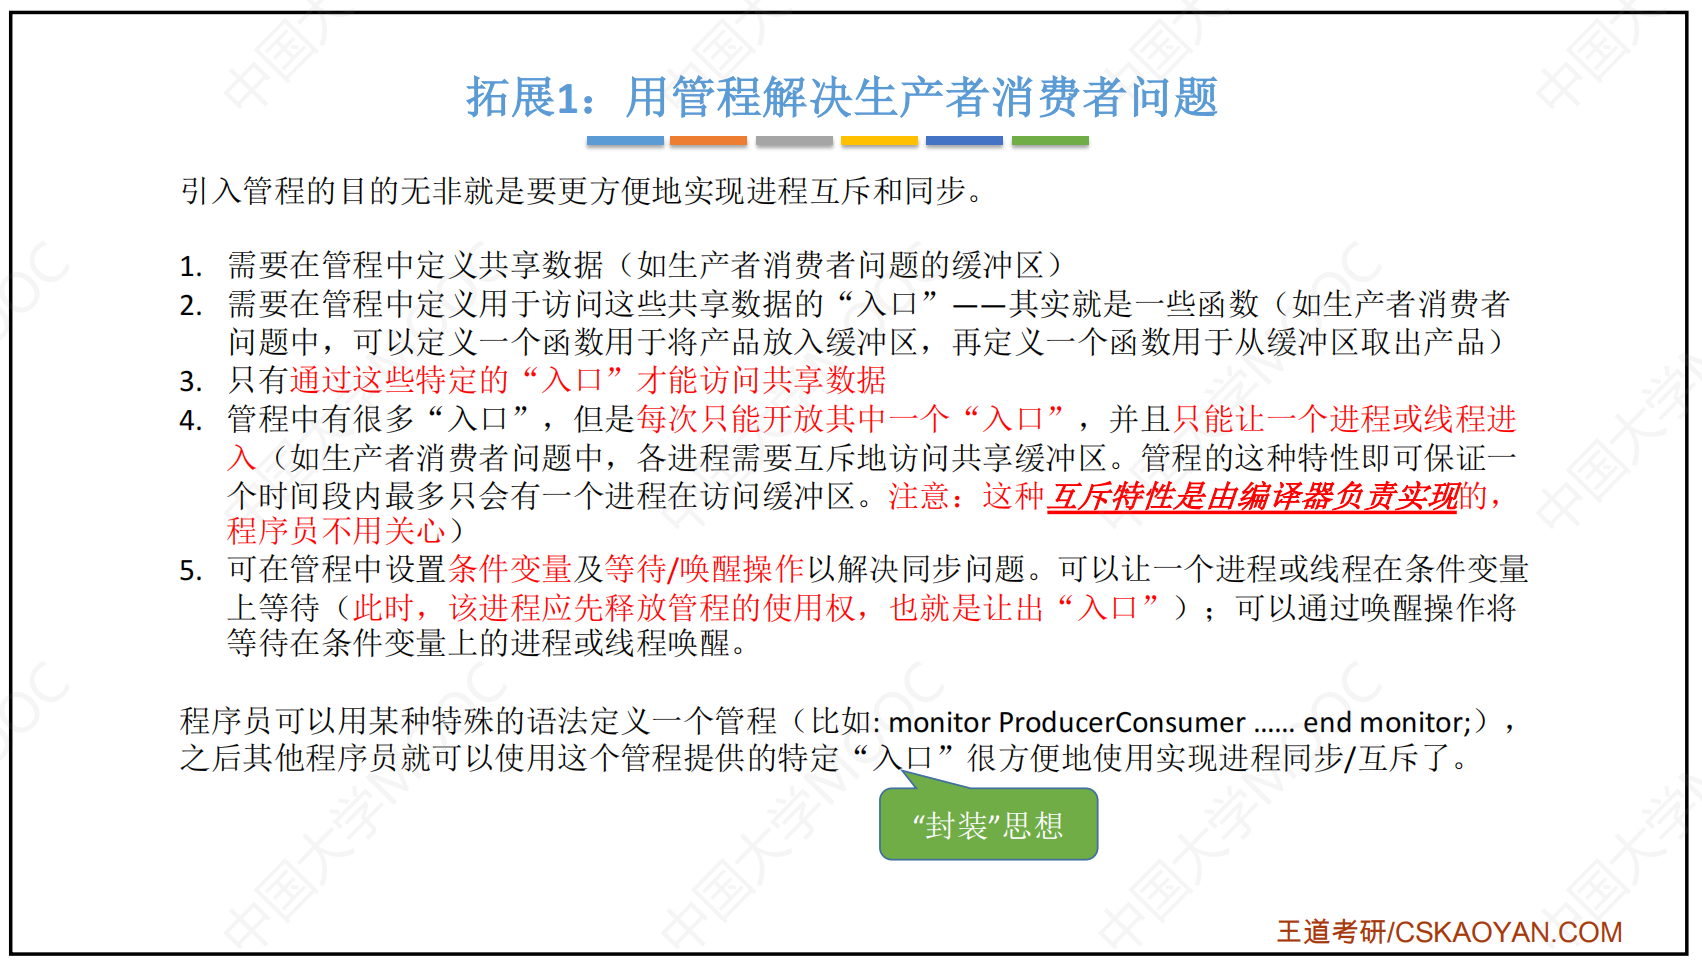 拓展1：用管程解决生产者消费者问题
引入管程的目的无非就是要更方便地实现进程互斥和同步。
1. 需要在管程中定义共享数据（如生产者消费者问题的缓冲区）
2. 需要在管程中定义用于访问这些共享数据的“入口”——其实就是一些函数（如生产者消费者
问题中，可以定义一个函数用于将产品放入缓冲区，再定义一个函数用于从缓冲区取出产品）
3. 只有通过这些特定的“入口”才能访问共享数据
4. 管程中有很多“入口”，但是每次只能开放其中一个“入口”，并且只能让一个进程或线程进
入（如生产者消费者问题中，各进程需要互斥地访问共享缓冲区。管程的这种特性即可保证一
个时间段内最多只会有一个进程在访问缓冲区。注意：这种互斥特性是由编译器负责实现的，
程序员不用关心）
5. 可在管程中设置条件变量及等待/唤醒操作以解决同步问题。可以让一个进程或线程在条件变量
上等待（此时，该进程应先释放管程的使用权，也就是让出“入口”）；可以通过唤醒操作将
等待在条件变量上的进程或线程唤醒。
程序员可以用某种特殊的语法定义一个管程（比如: monitor ProducerConsumer …… end monitor;），
之后其他程序员就可以使用这个管程提供的特定“入口”很方便地使用实现进程同步/互斥了。
“封装”思想
王道考研/CSKAOYAN.COM
中国大学MOOC